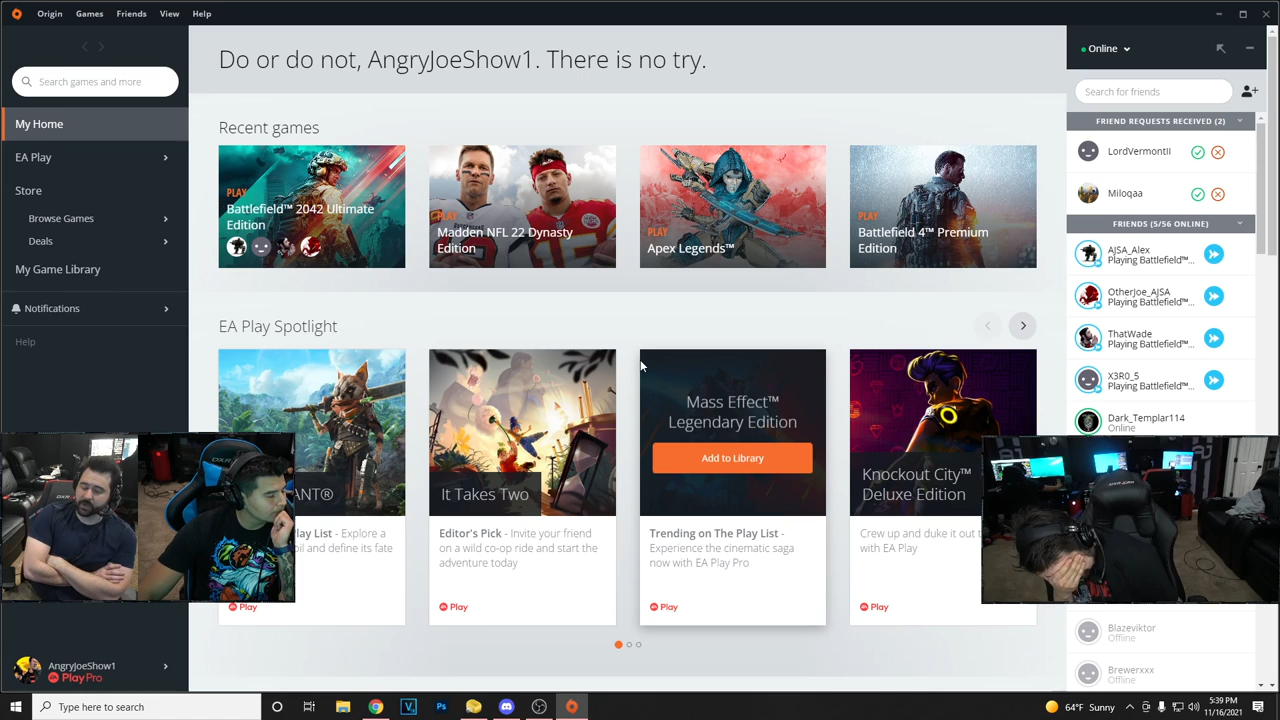 Origin Games Friends View Help
Search games and more
My Home
EA Play
Store
Browse Games
Deals
My Game Library
Notifications
Help
AngryJoeShow1
EA Play Pro
Do or do not, AngryJoeShow1. There is no try.
Recent games
PLAY
Battlefield™ 2042 Ultimate
Edition
PLAY
Madden NFL 22 Dynasty
Edition
PLAY
Apex Legends™
PLAY
Battlefield 4™ Premium
Edition
EA Play Spotlight
ANT®
lay List - Explore a
oil and define its fate
EA Play
It Takes Two
Editor's Pick - Invite your friend
on a wild co-op ride and start the
adventure today
EA Play
Mass Effect™
Legendary Edition
Add to Library
Trending on The Play List -
Experience the cinematic saga
now with EA Play Pro
EA Play
Knockout City™
Deluxe Edition
Crew up and duke it out
with EA Play
EA Play
Online
Search for friends
FRIEND REQUESTS RECEIVED (2)
LordVermontII
Miloqaa
FRIENDS (5/56 ONLINE)
AJSA_Alex
Playing Battlefield™...
OtherJoe_AJSA
Playing Battlefield™...
ThatWade
Playing Battlefield™...
X3R0_5
Playing Battlefield™...
Dark_Templar114
Online
Blazeviktor
Offline
Brewerxxx
Offline
Type here to search
64°F Sunny
5:39 PM
11/16/2021